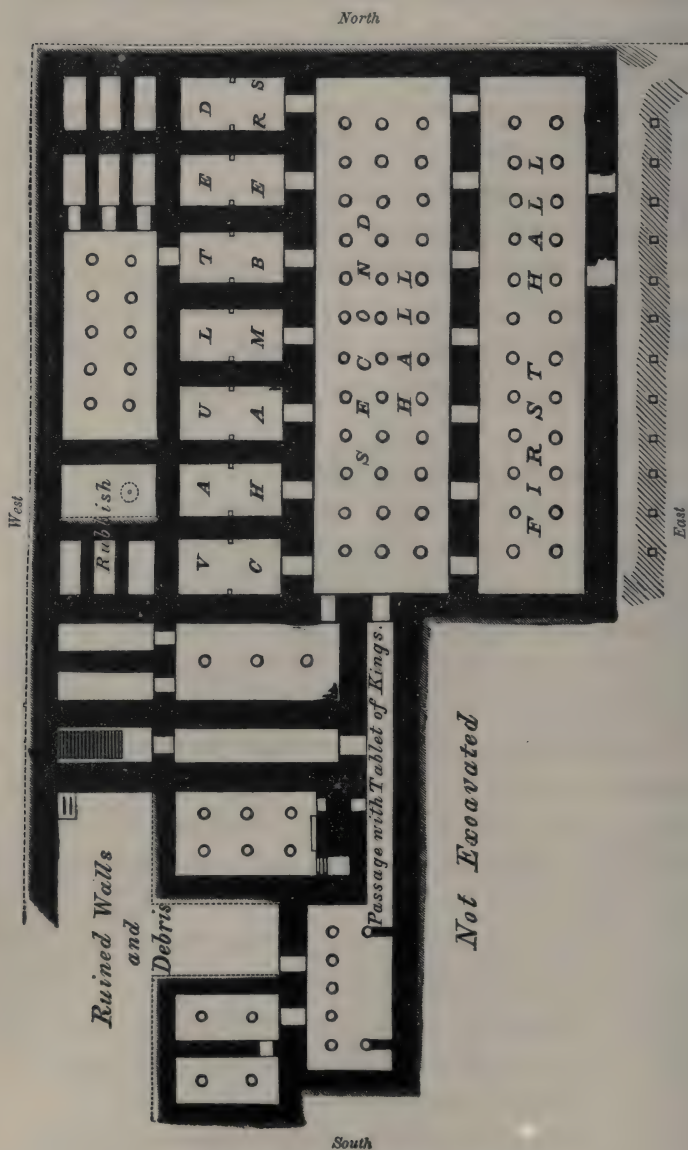 North
West
VAULTED
CHAMBERS
SECOND
HALL
FIRST HALL
East
Rubbish
Passage with Tablet of Kings.
Ruined Walls
and
Debris
Not Excavated
South